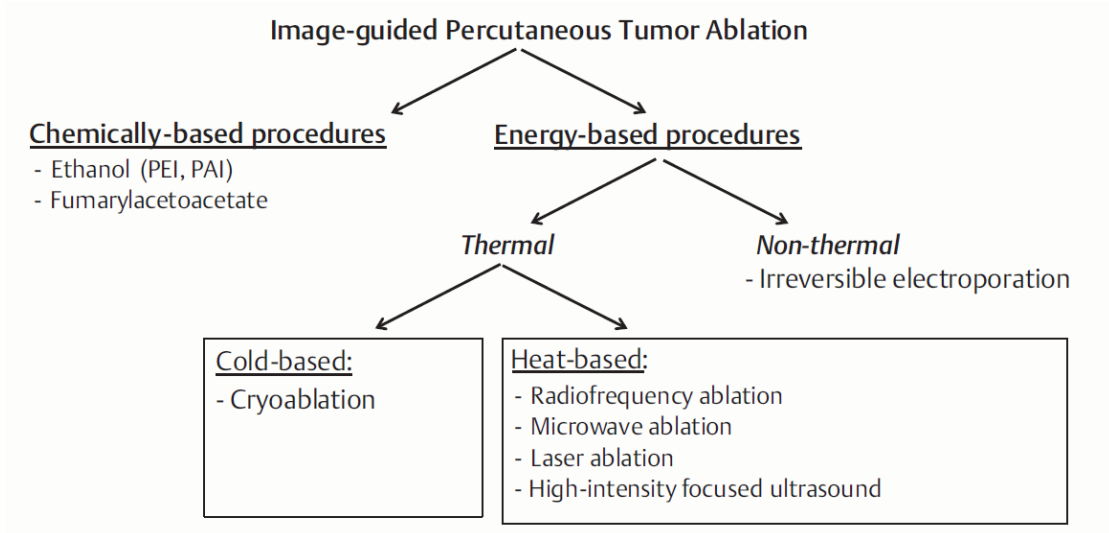 Image-guided Percutaneous Tumor Ablation
Chemically-based procedures
- Ethanol (PEI, PAI)
- Fumarylacetoacetate
Energy-based procedures
Thermal
Non-thermal
- Irreversible electroporation
Cold-based:
- Cryoablation
Heat-based:
- Radiofrequency ablation
- Microwave ablation
- Laser ablation
- High-intensity focused ultrasound